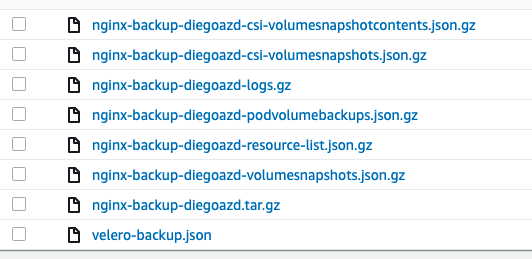 nginx-backup-diegoazd-csi-volumesnapshotcontents.json.gz
nginx-backup-diegoazd-csi-volumesnapshots.json.gz
nginx-backup-diegoazd-logs.gz
nginx-backup-diegoazd-podvolumebackups.json.gz
nginx-backup-diegoazd-resource-list.json.gz
nginx-backup-diegoazd-volumesnapshots.json.gz
nginx-backup-diegoazd.tar.gz
velero-backup.json